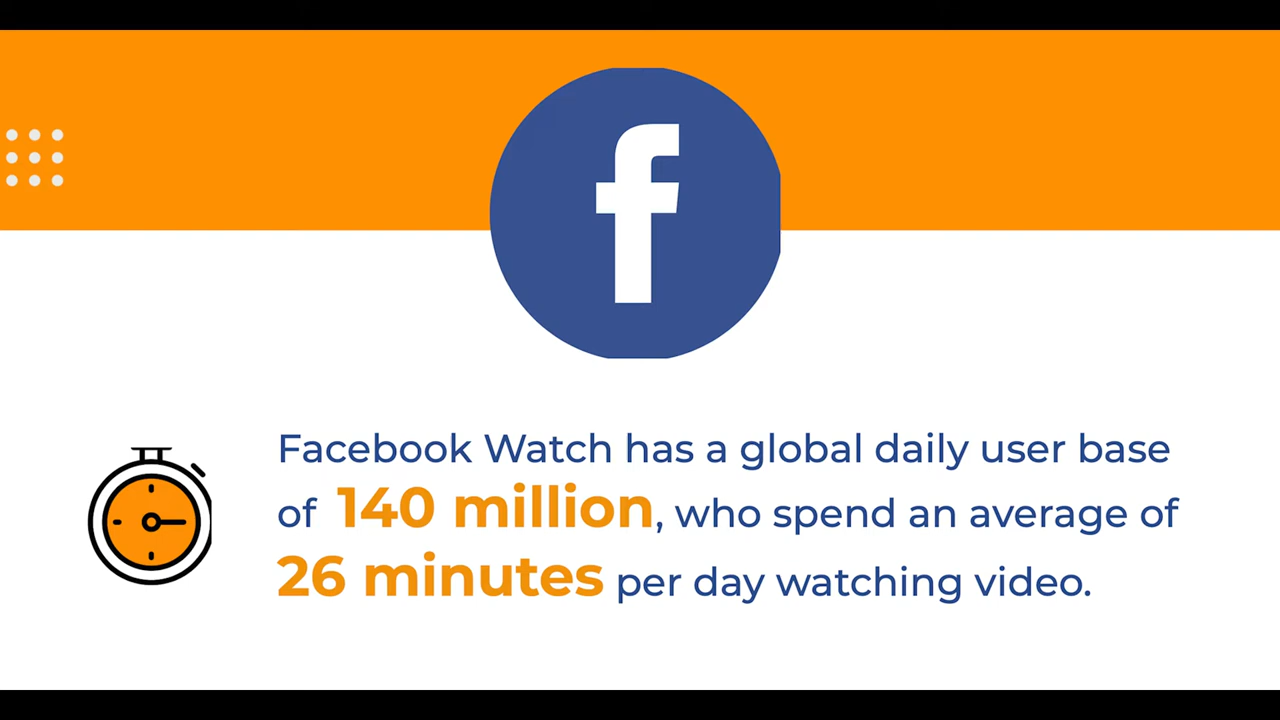 f
Facebook Watch has a global daily user base
of 140 million, who spend an average of
26 minutes per day watching video.